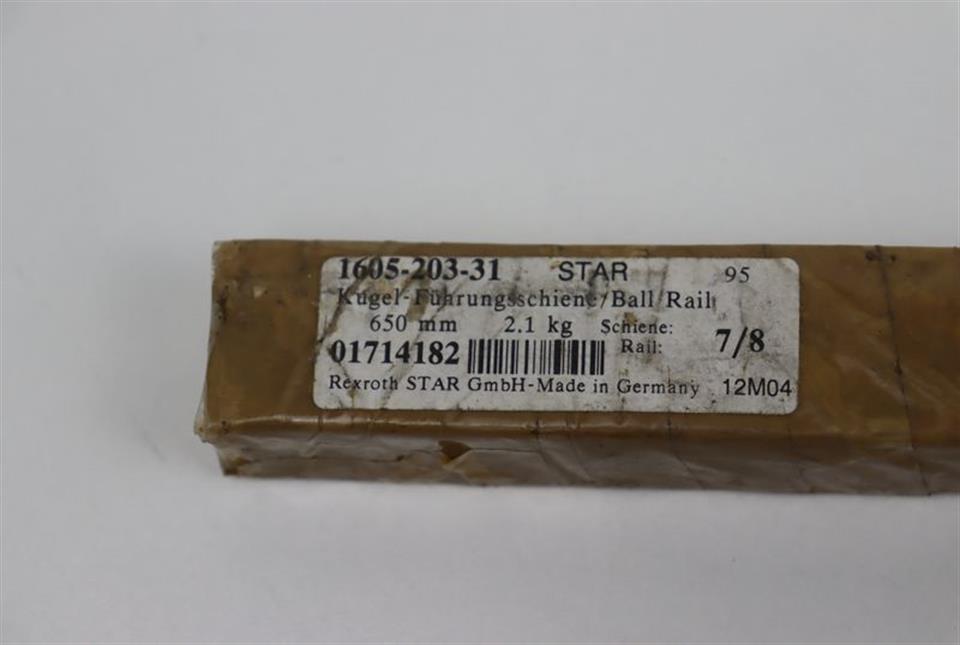 1605-203-31 STAR 95
Kugel-Führungsschiene/Ball Rail
650 mm 2.1 kg Schiene:
Rail: 7/8
01714182
Rexroth STAR GmbH-Made in Germany 12M04